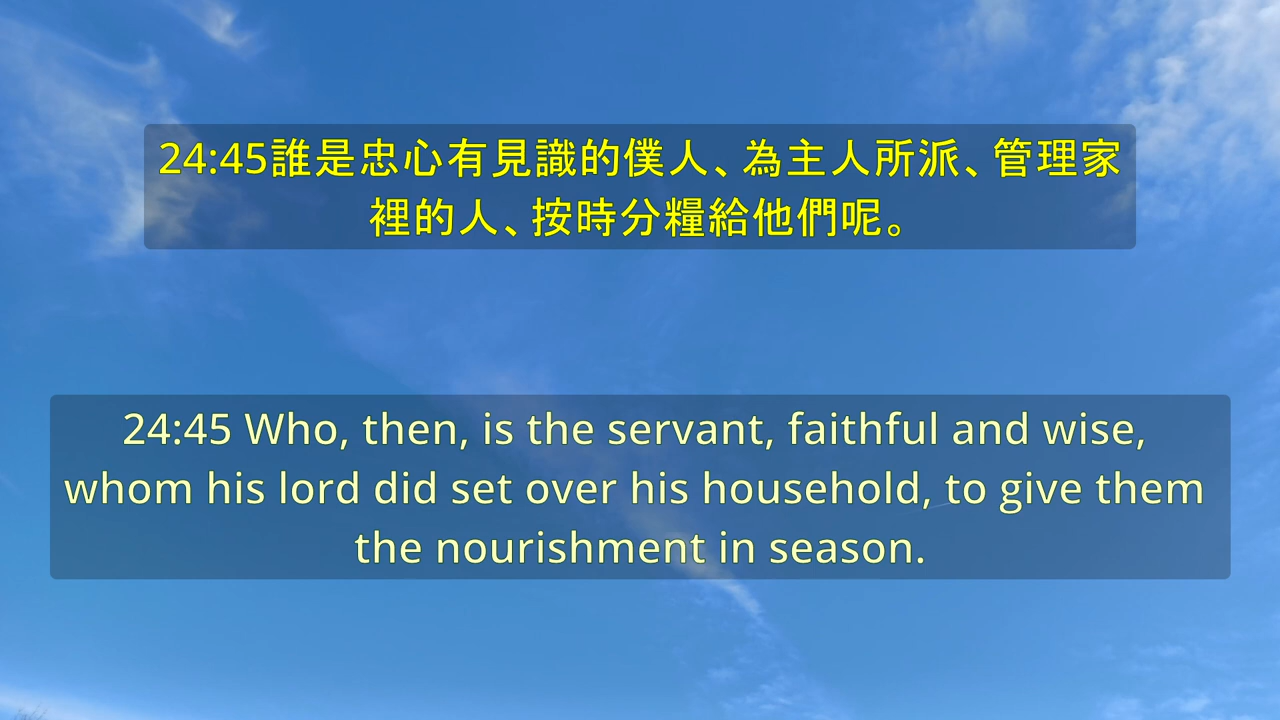 24:45誰是忠心有見識的僕人、為主人所派、管理家
裡的人、按時分糧給他們呢。
24:45 Who, then, is the servant, faithful and wise,
whom his lord did set over his household, to give them
the nourishment in season.